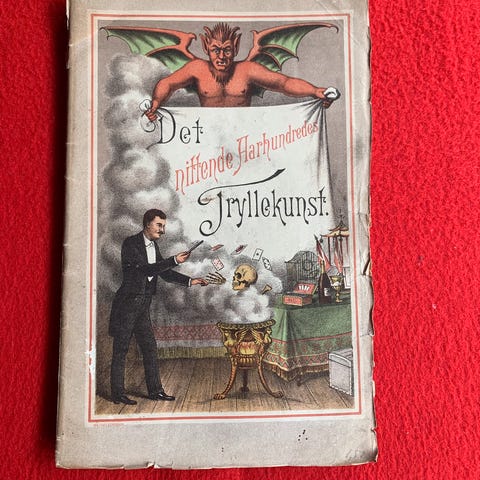 Det
nittende Aarhundredes
Tryllekunst.